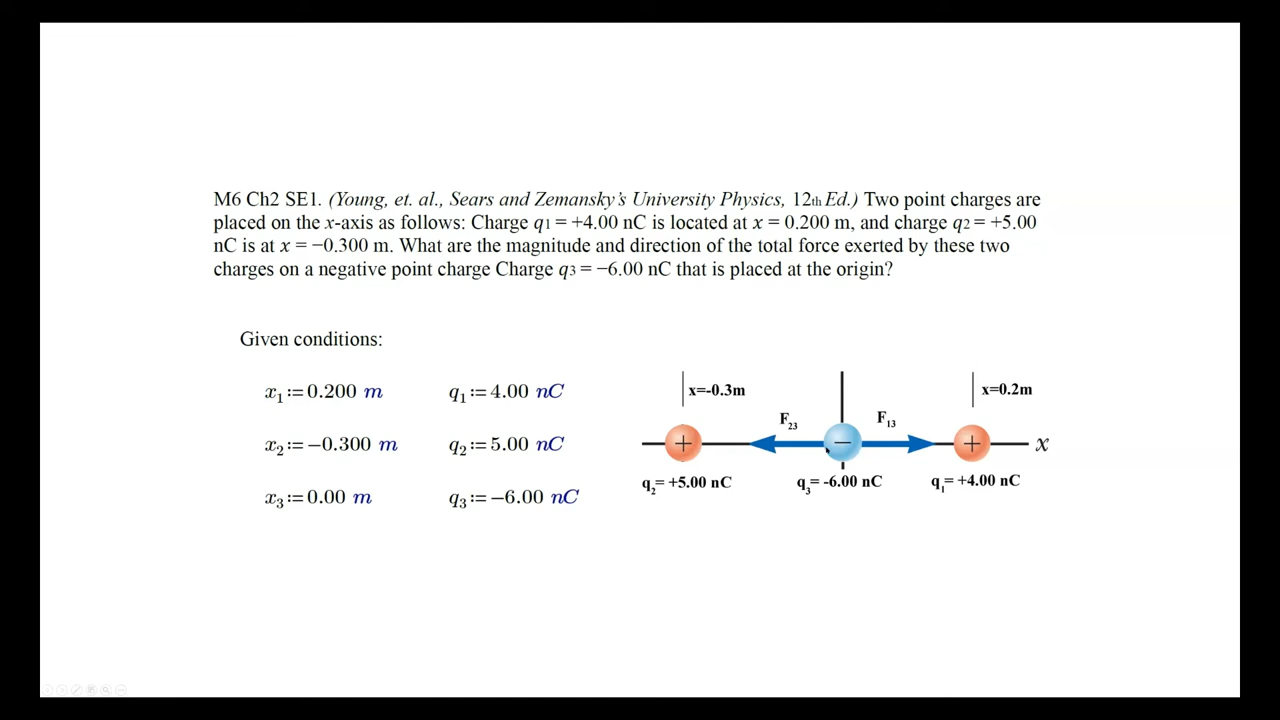 M6 Ch2 SE1. (Young, et. al., Sears and Zemansky's University Physics, 12th Ed.) Two point charges are
placed on the x-axis as follows: Charge q1 = +4.00 nC is located at x = 0.200 m, and charge q2 = +5.00
nC is at x = −0.300 m. What are the magnitude and direction of the total force exerted by these two
charges on a negative point charge Charge q3 = −6.00 nC that is placed at the origin?
Given conditions:
x1 := 0.200 m
q1 := 4.00 nC
x2 := −0.300 m
q2 := 5.00 nC
x3 := 0.00 m
q3 := −6.00 nC
x=-0.3m
x=0.2m
F23
F13
+
−
+
x
q2= +5.00 nC
q3= -6.00 nC
q1= +4.00 nC